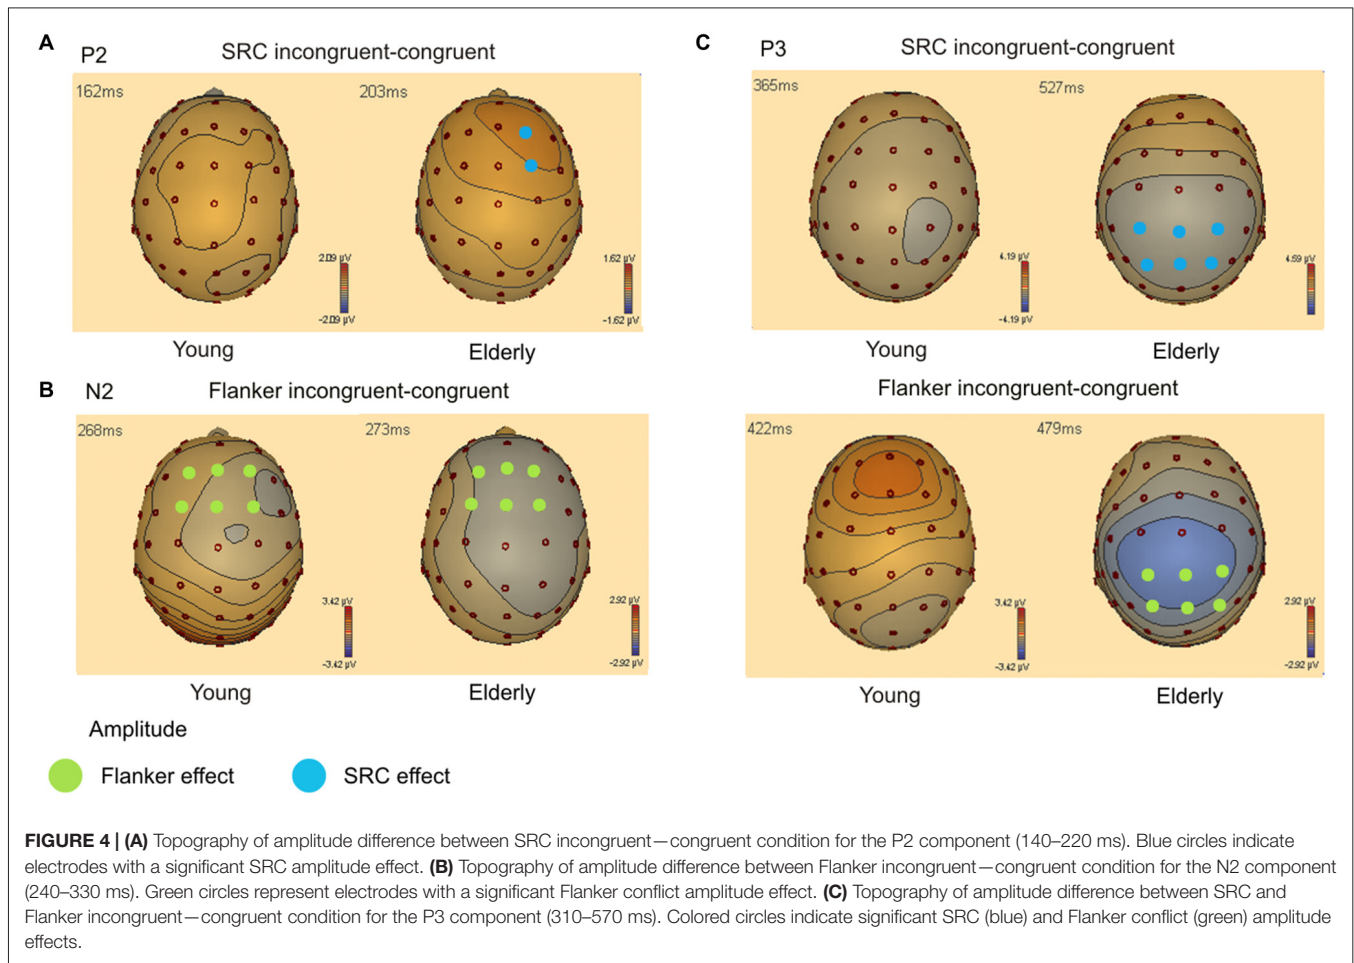 A
P2
SRC incongruent-congruent
162ms
203ms
2.09 µV
-2.09 µV
1.62 µV
-1.62 µV
Young
Elderly
B
N2
Flanker incongruent-congruent
268ms
273ms
3.42 µV
-3.42 µV
2.92 µV
-2.92 µV
Young
Elderly
C
P3
SRC incongruent-congruent
365ms
527ms
4.19 µV
-4.19 µV
4.59 µV
Young
Elderly
Flanker incongruent-congruent
422ms
479ms
3.42 µV
-3.42 µV
2.92 µV
-2.92 µV
Young
Elderly
Amplitude
Flanker effect
SRC effect
FIGURE 4 | (A) Topography of amplitude difference between SRC incongruent—congruent condition for the P2 component (140–220 ms). Blue circles indicate
electrodes with a significant SRC amplitude effect. (B) Topography of amplitude difference between Flanker incongruent—congruent condition for the N2 component
(240–330 ms). Green circles represent electrodes with a significant Flanker conflict amplitude effect. (C) Topography of amplitude difference between SRC and
Flanker incongruent—congruent condition for the P3 component (310–570 ms). Colored circles indicate significant SRC (blue) and Flanker conflict (green) amplitude
effects.